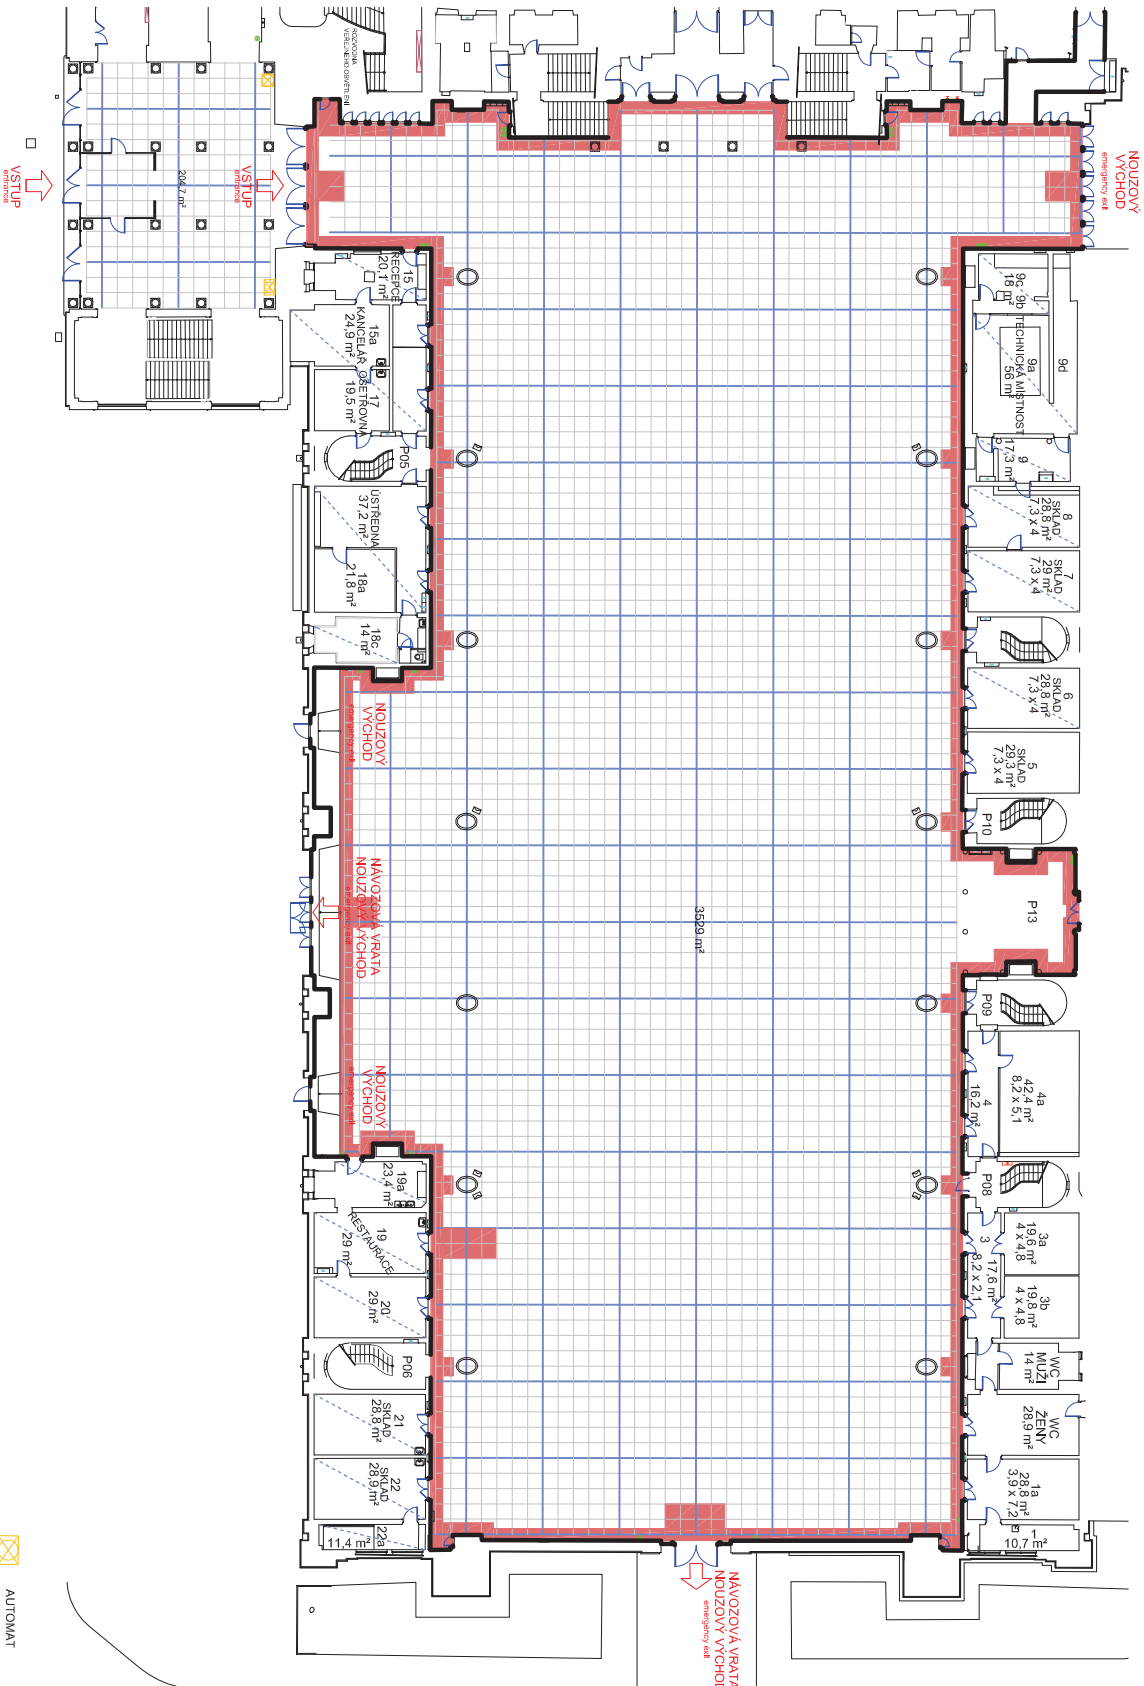 ROZVODNA
VEŘEJNÉHO OSVĚTLENÍ
NOUZOVÝ
VÝCHOD
emergency exit
VSTUP
entrance
VSTUP
entrance
204,7 m²
15
RECEPCE
20,1 m²
15a
KANCELÁŘ
24,9 m²
17
OŠETŘOVNA
19,5 m²
P05
ÚSTŘEDNA
37,2 m²
18a
21,8 m²
18c
14 m²
9c, 9b
18 m²
9d
9a
TECHNICKÁ MÍSTNOST
56 m²
9
17,3 m²
8
SKLAD
28,8 m²
7,3 x 4
7
SKLAD
29 m²
7,3 x 4
6
SKLAD
28,8 m²
7,3 x 4
5
SKLAD
29,3 m²
7,3 x 4
P10
P13
P09
NOUZOVÝ
VÝCHOD
emergency exit
NÁVOZOVÁ VRATA
NOUZOVÝ VÝCHOD
emergency exit
NOUZOVÝ
VÝCHOD
emergency exit
3529 m²
4a
42,4 m²
8,2 x 5,1
4
16,2 m²
P08
3a
19,6 m²
4 x 4,8
3
17,6 m²
8,2 x 2,1
3b
19,8 m²
4 x 4,8
WC
MUŽI
14 m²
WC
ŽENY
28,9 m²
1a
28,8 m²
3,9 x 7,2
1
10,7 m²
19a
23,4 m²
19
RESTAURACE
29 m²
20
29 m²
P06
21
SKLAD
28,8 m²
22
SKLAD
28,9 m²
22a
11,4 m²
NÁVOZOVÁ VRATA
NOUZOVÝ VÝCHOD
emergency exit
AUTOMAT